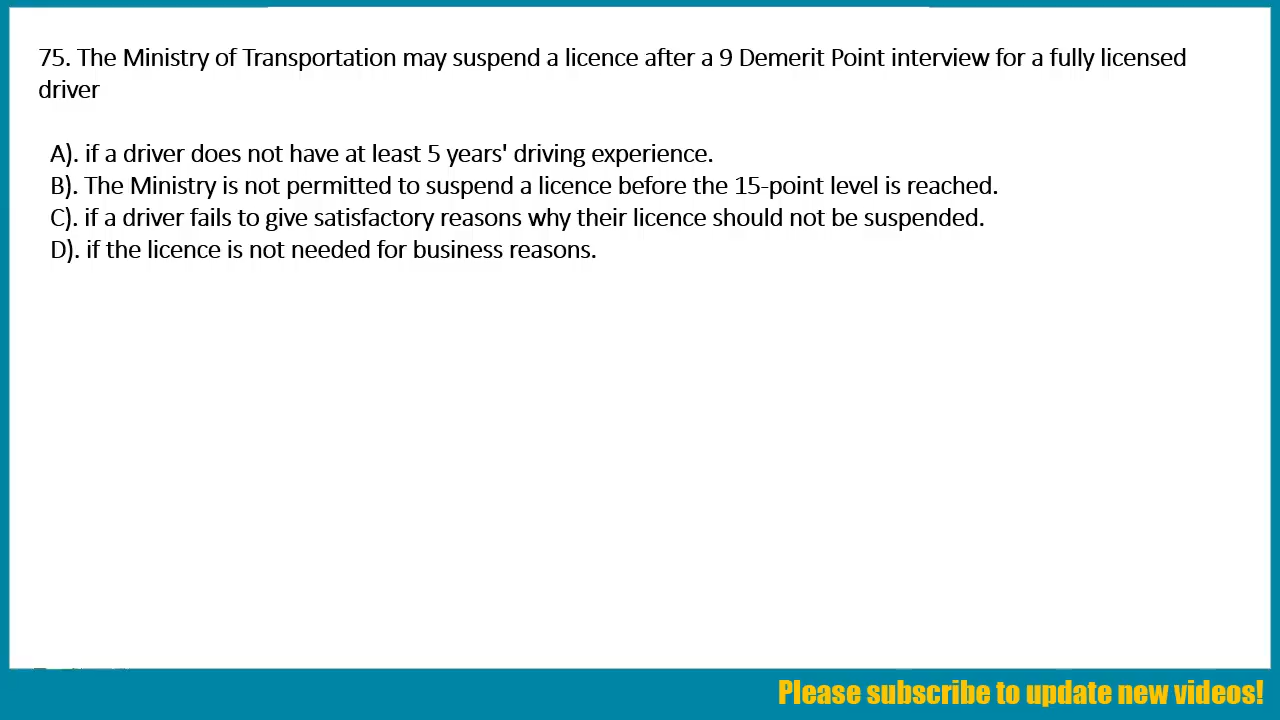 75. The Ministry of Transportation may suspend a licence after a 9 Demerit Point interview for a fully licensed
driver
A). if a driver does not have at least 5 years' driving experience.
B). The Ministry is not permitted to suspend a licence before the 15-point level is reached.
C). if a driver fails to give satisfactory reasons why their licence should not be suspended.
D). if the licence is not needed for business reasons.
Please subscribe to update new videos!